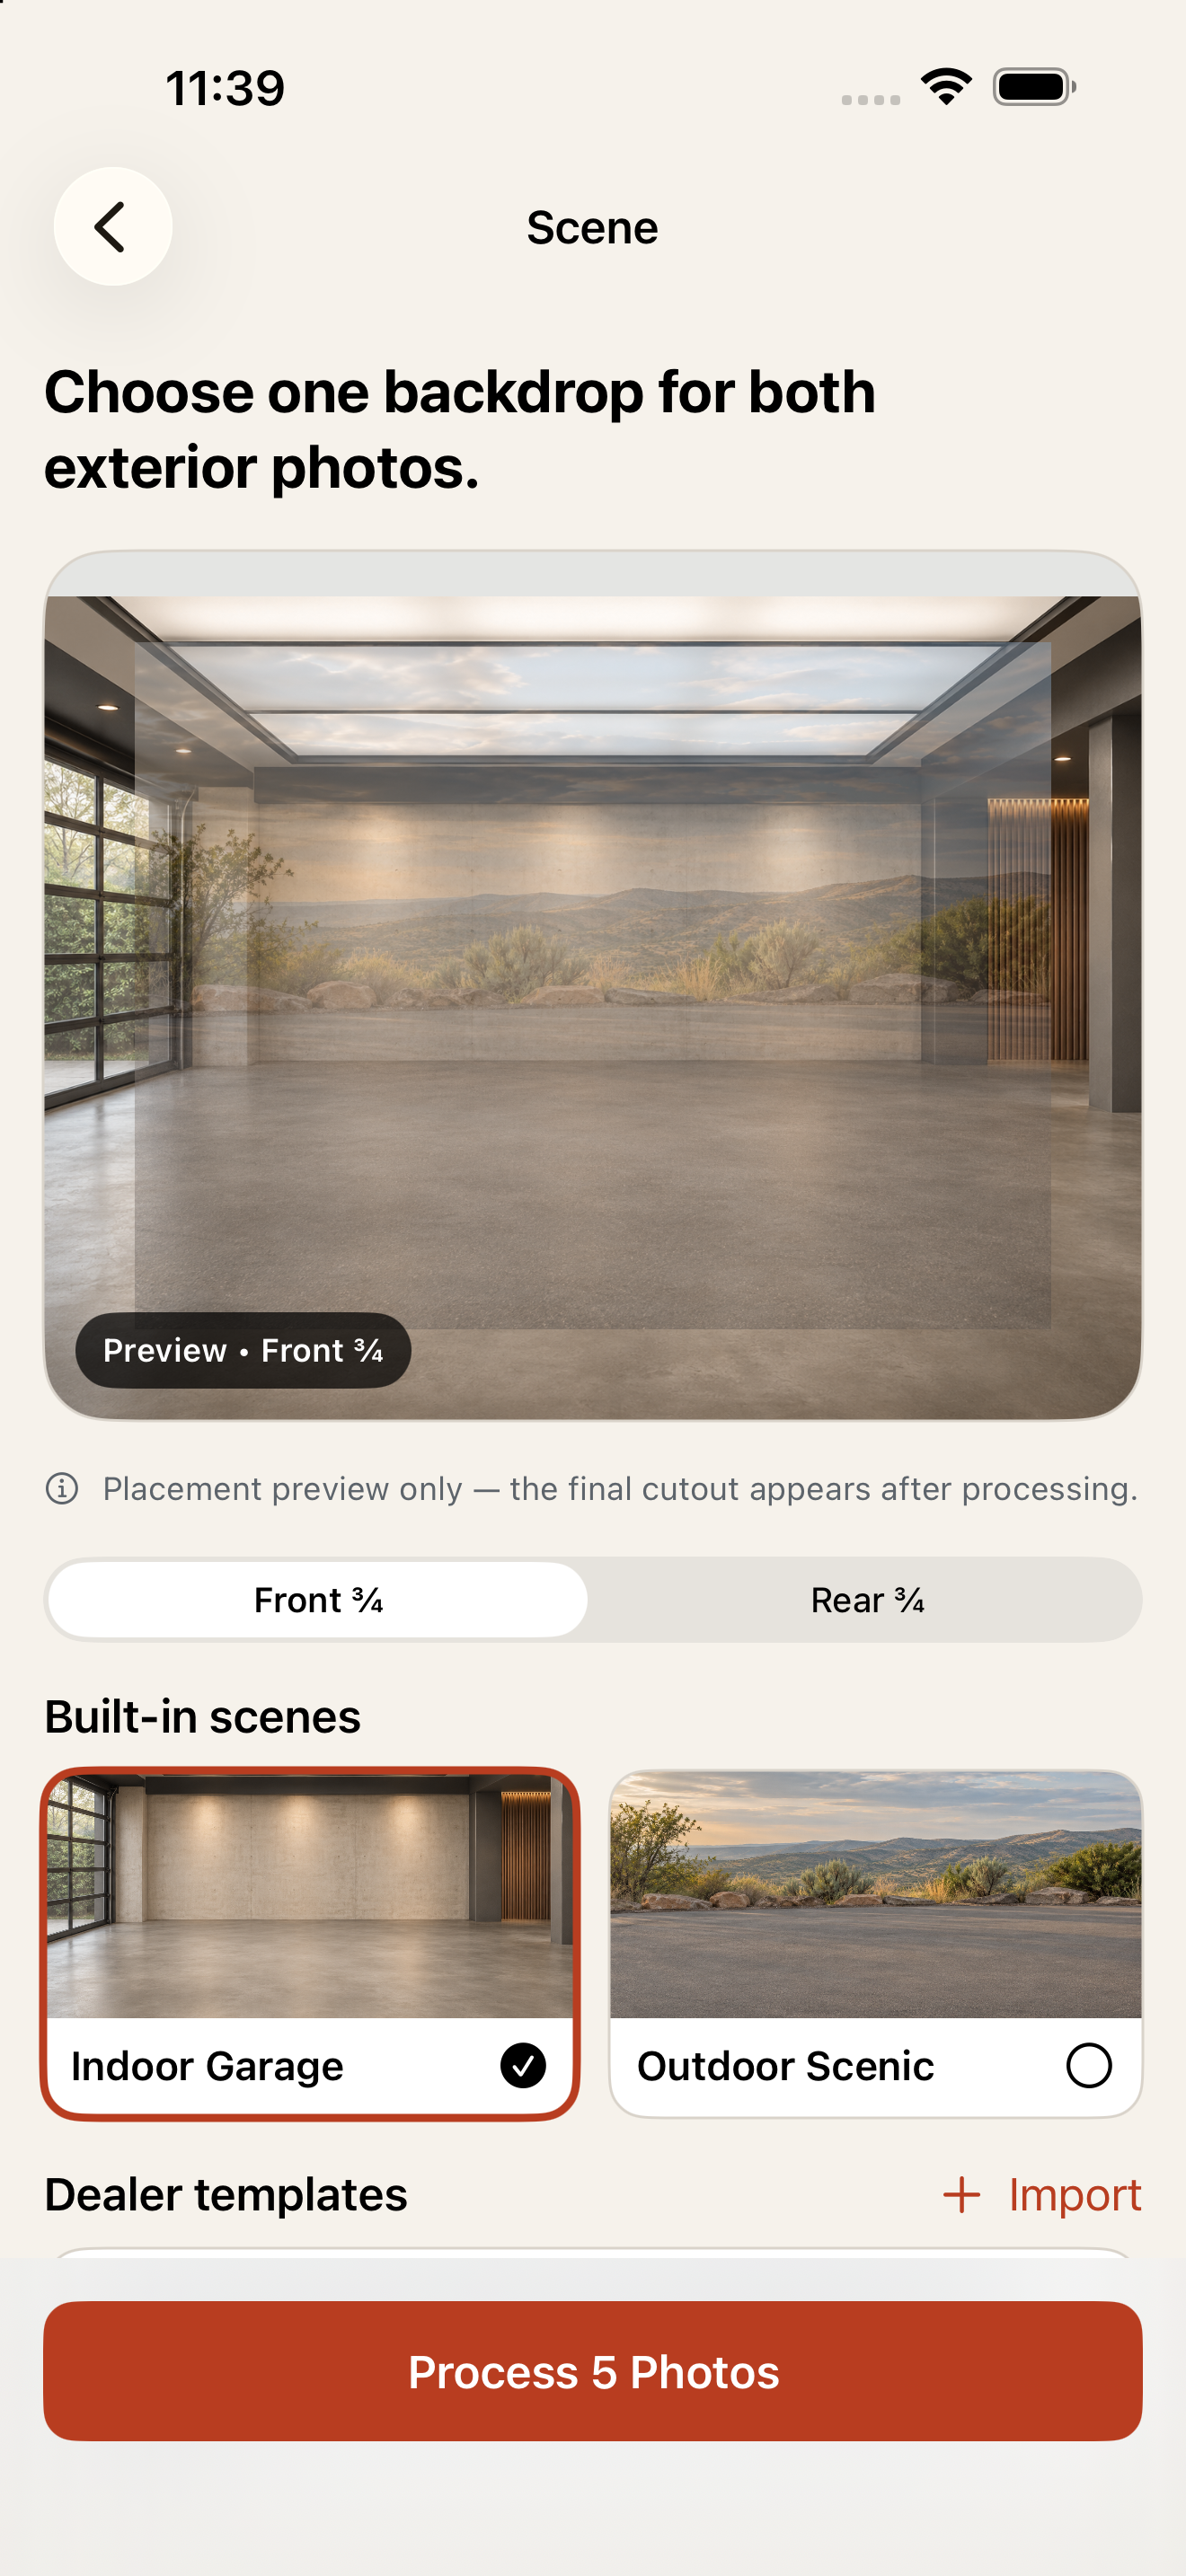 11:39
Scene
Choose one backdrop for both
exterior photos.
Preview • Front ¾
Placement preview only — the final cutout appears after processing.
Front ¾
Rear ¾
Built-in scenes
Indoor Garage
Outdoor Scenic
Dealer templates
+ Import
Process 5 Photos